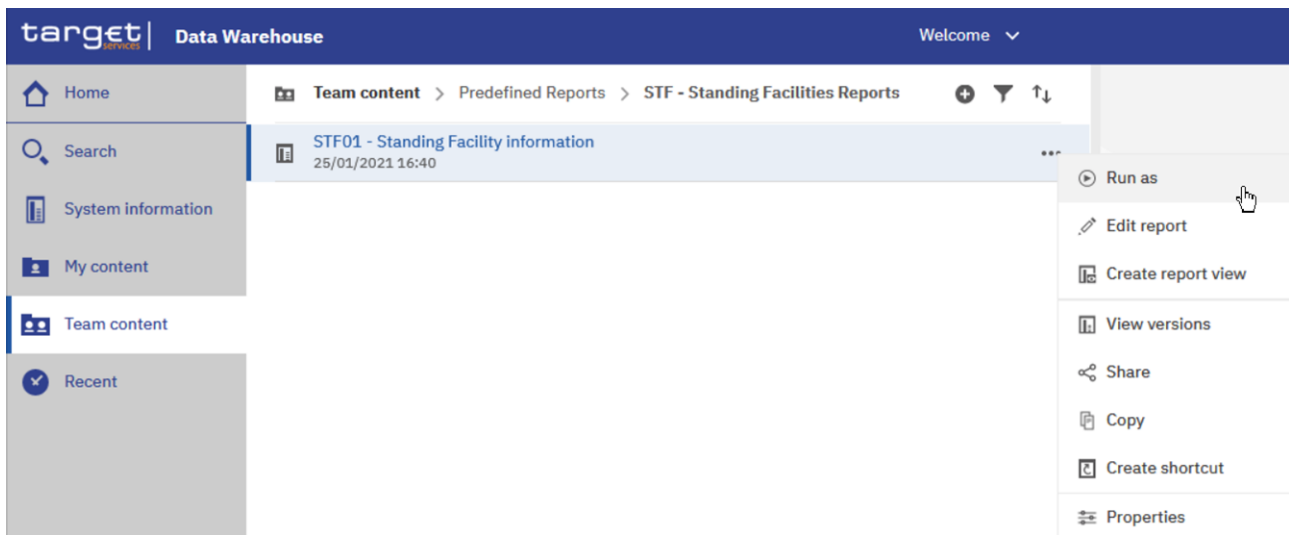 target services | Data Warehouse Welcome
Home
Team content > Predefined Reports > STF - Standing Facilities Reports
Search
STF01 - Standing Facility information
25/01/2021 16:40
System information
My content
Team content
Recent
Run as
Edit report
Create report view
View versions
Share
Copy
Create shortcut
Properties